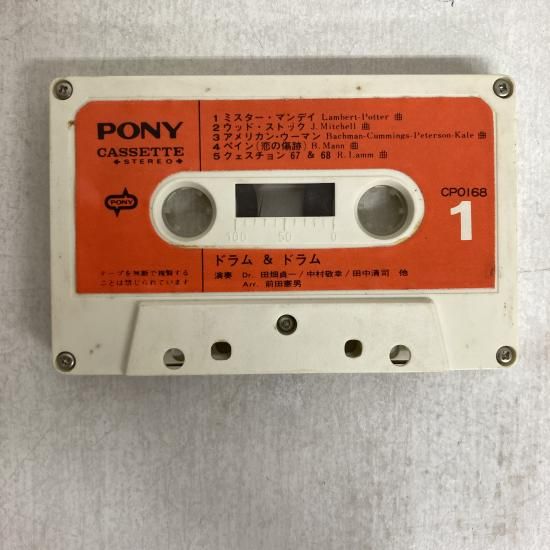 PONY
CASSETTE
STEREO
PONY
1 ミスター・マンデイ Lambert-Potter 曲
2 ウッド・ストック J. Mitchell 曲
3 アメリカン・ウーマン Bachman-Cummings-Peterson-Kale 曲
4 ペイン(恋の傷跡) B. Mann 曲
5 クェスチョン 67 & 68 R. Lamm 曲
CPO168
1
100 50 0
ドラム & ドラム
演奏 Dr. 田畑貞一/中村敬幸/田中清司 他
Arr. 前田憲男
テープを無断で複製する
ことは禁じられています